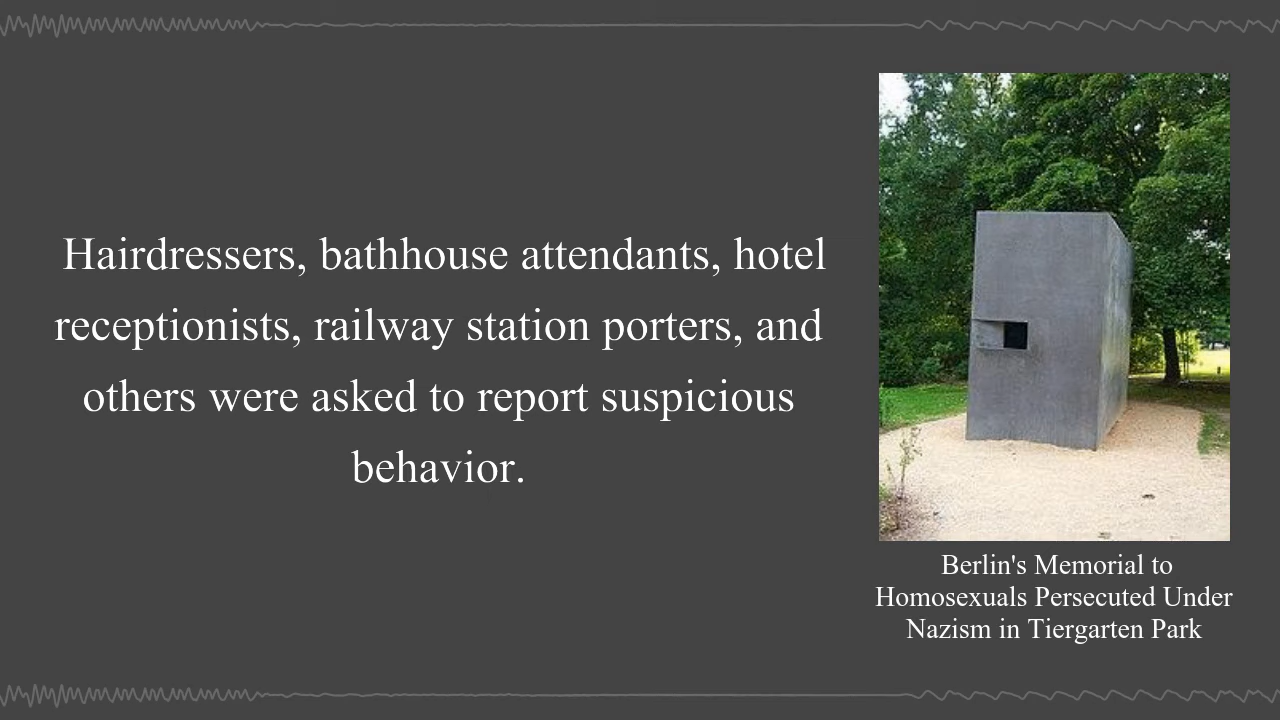 Hairdressers, bathhouse attendants, hotel
receptionists, railway station porters, and
others were asked to report suspicious
behavior.
Berlin's Memorial to
Homosexuals Persecuted Under
Nazism in Tiergarten Park